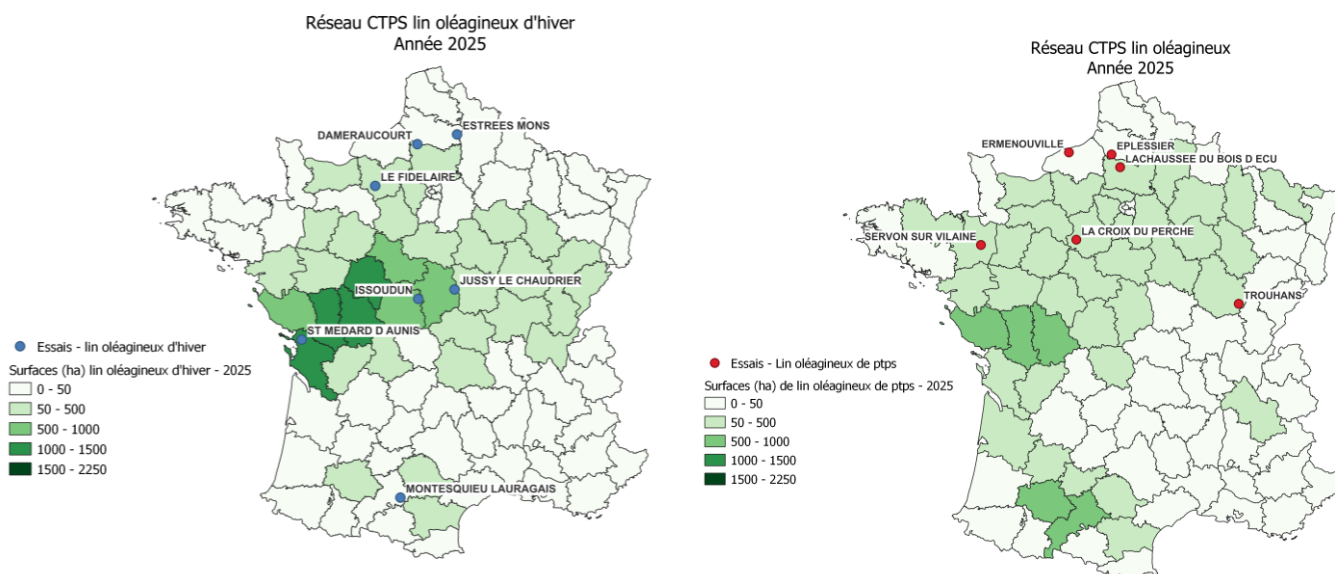 Réseau CTPS lin oléagineux d'hiver
Année 2025
DAMERAUCOURT
ESTREES MONS
LE FIDELAIRE
ISSOUDUN
JUSSY LE CHAUDRIER
ST MEDARD D AUNIS
MONTESQUIEU LAURAGAIS
Essais - lin oléagineux d'hiver
Surfaces (ha) lin oléagineux d'hiver - 2025
0 - 50
50 - 500
500 - 1000
1000 - 1500
1500 - 2250
Réseau CTPS lin oléagineux
Année 2025
ERMENOUVILLE
EPLESSIER
LACHAUSSEE DU BOIS D ECU
SERVON SUR VILAINE
LA CROIX DU PERCHE
TROUHANS
Essais - Lin oléagineux de ptps
Surfaces (ha) de lin oléagineux de ptps - 2025
0 - 50
50 - 500
500 - 1000
1000 - 1500
1500 - 2250